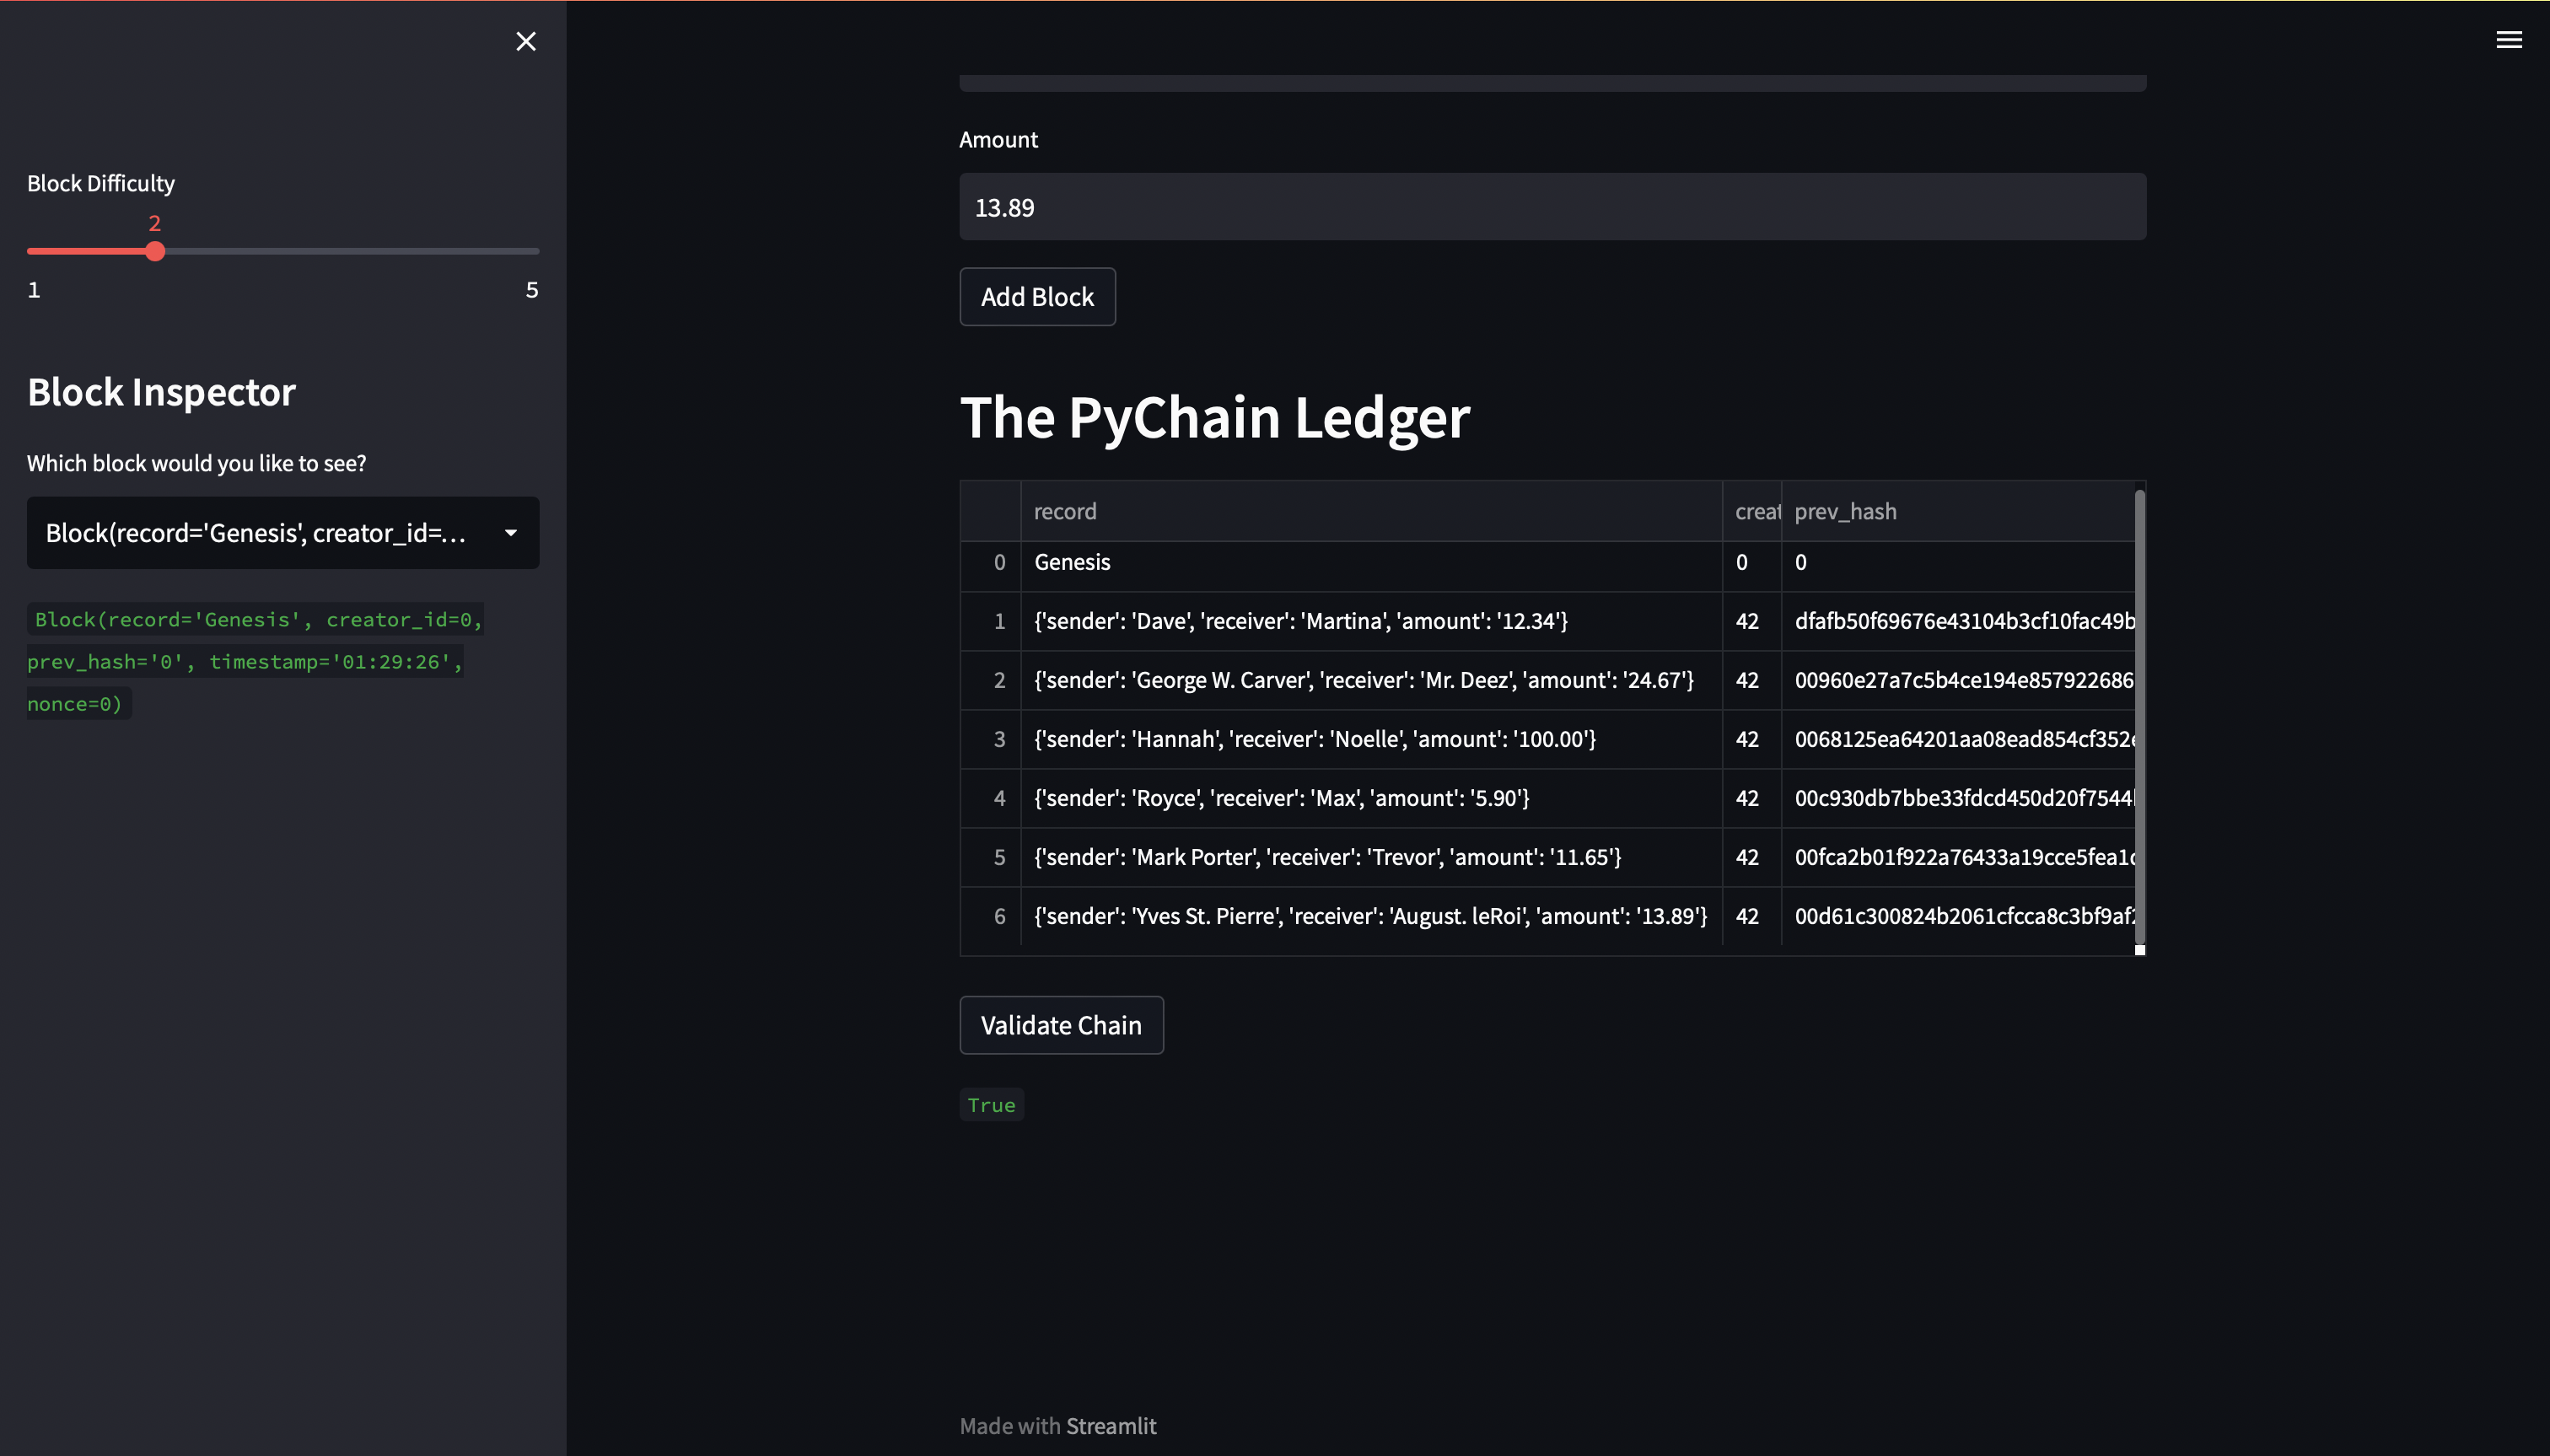 Block Difficulty
2
1 5
Block Inspector
Which block would you like to see?
Block(record='Genesis', creator_id=...
Block(record='Genesis', creator_id=0,
prev_hash='0', timestamp='01:29:26',
nonce=0)
Amount
13.89
Add Block
The PyChain Ledger
record creat prev_hash
0 Genesis 0 0
1 {'sender': 'Dave', 'receiver': 'Martina', 'amount': '12.34'} 42 dfafb50f69676e43104b3cf10fac49b
2 {'sender': 'George W. Carver', 'receiver': 'Mr. Deez', 'amount': '24.67'} 42 00960e27a7c5b4ce194e857922686
3 {'sender': 'Hannah', 'receiver': 'Noelle', 'amount': '100.00'} 42 0068125ea64201aa08ead854cf352e
4 {'sender': 'Royce', 'receiver': 'Max', 'amount': '5.90'} 42 00c930db7bbe33fdcd450d20f7544
5 {'sender': 'Mark Porter', 'receiver': 'Trevor', 'amount': '11.65'} 42 00fca2b01f922a76433a19cce5fea1
6 {'sender': 'Yves St. Pierre', 'receiver': 'August. leRoi', 'amount': '13.89'} 42 00d61c300824b2061cfcca8c3bf9af
Validate Chain
True
Made with Streamlit